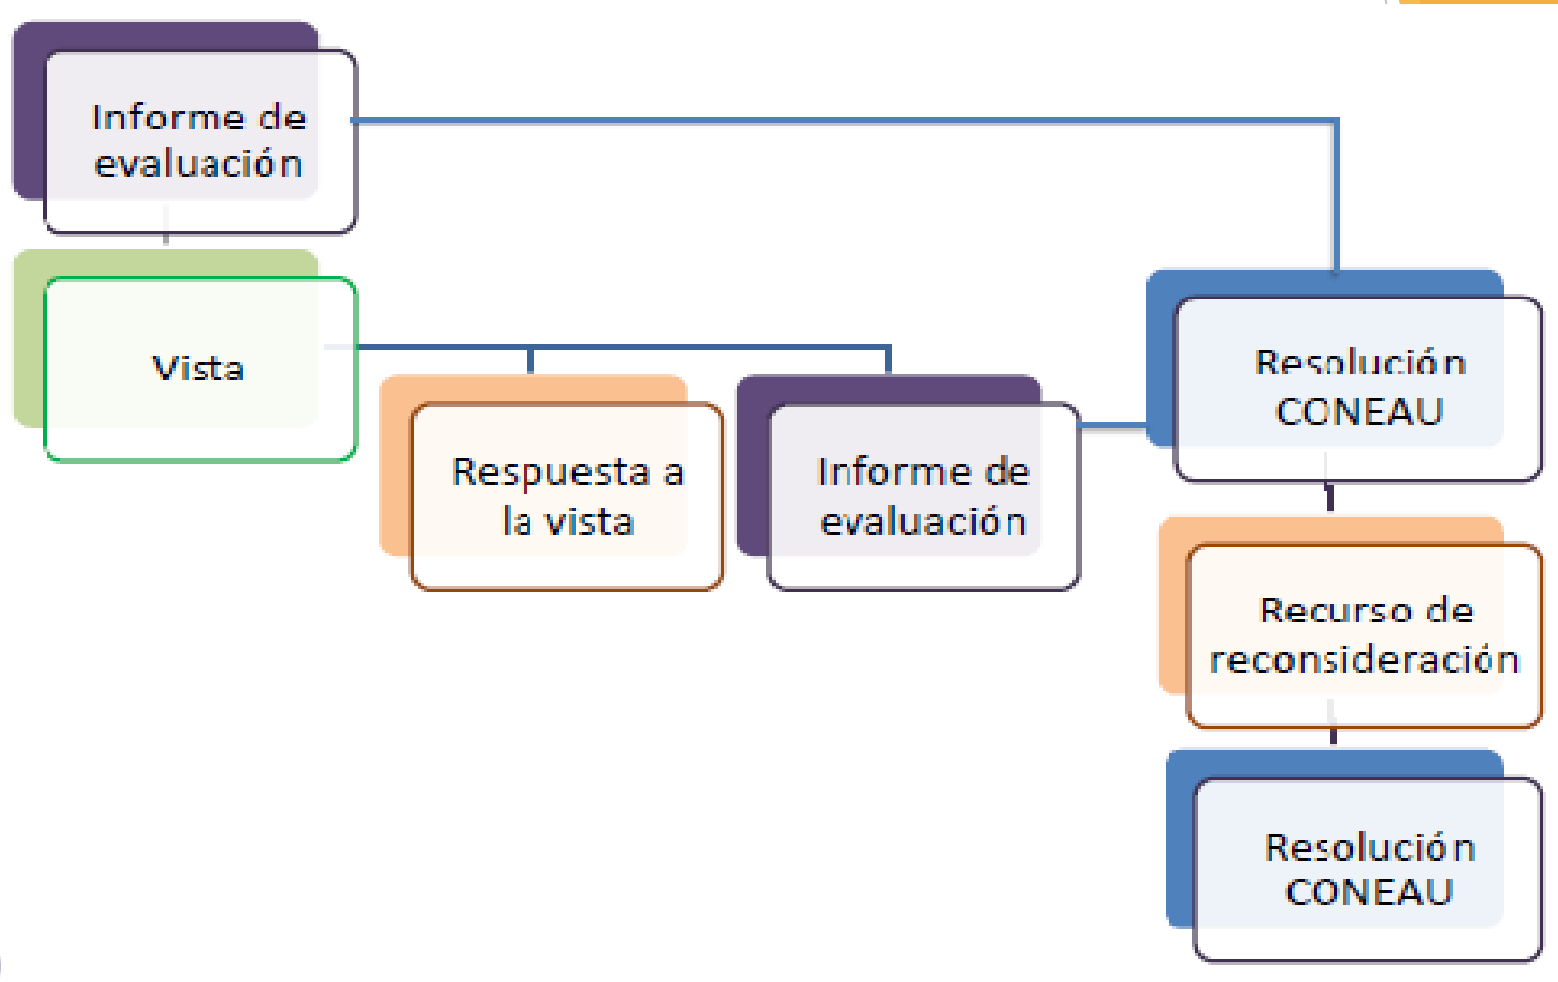 Informe de
evaluación
Vista
Respuesta a
la vista
Informe de
evaluación
Resolución
CONEAU
Recurso de
reconsideración
Resolución
CONEAU